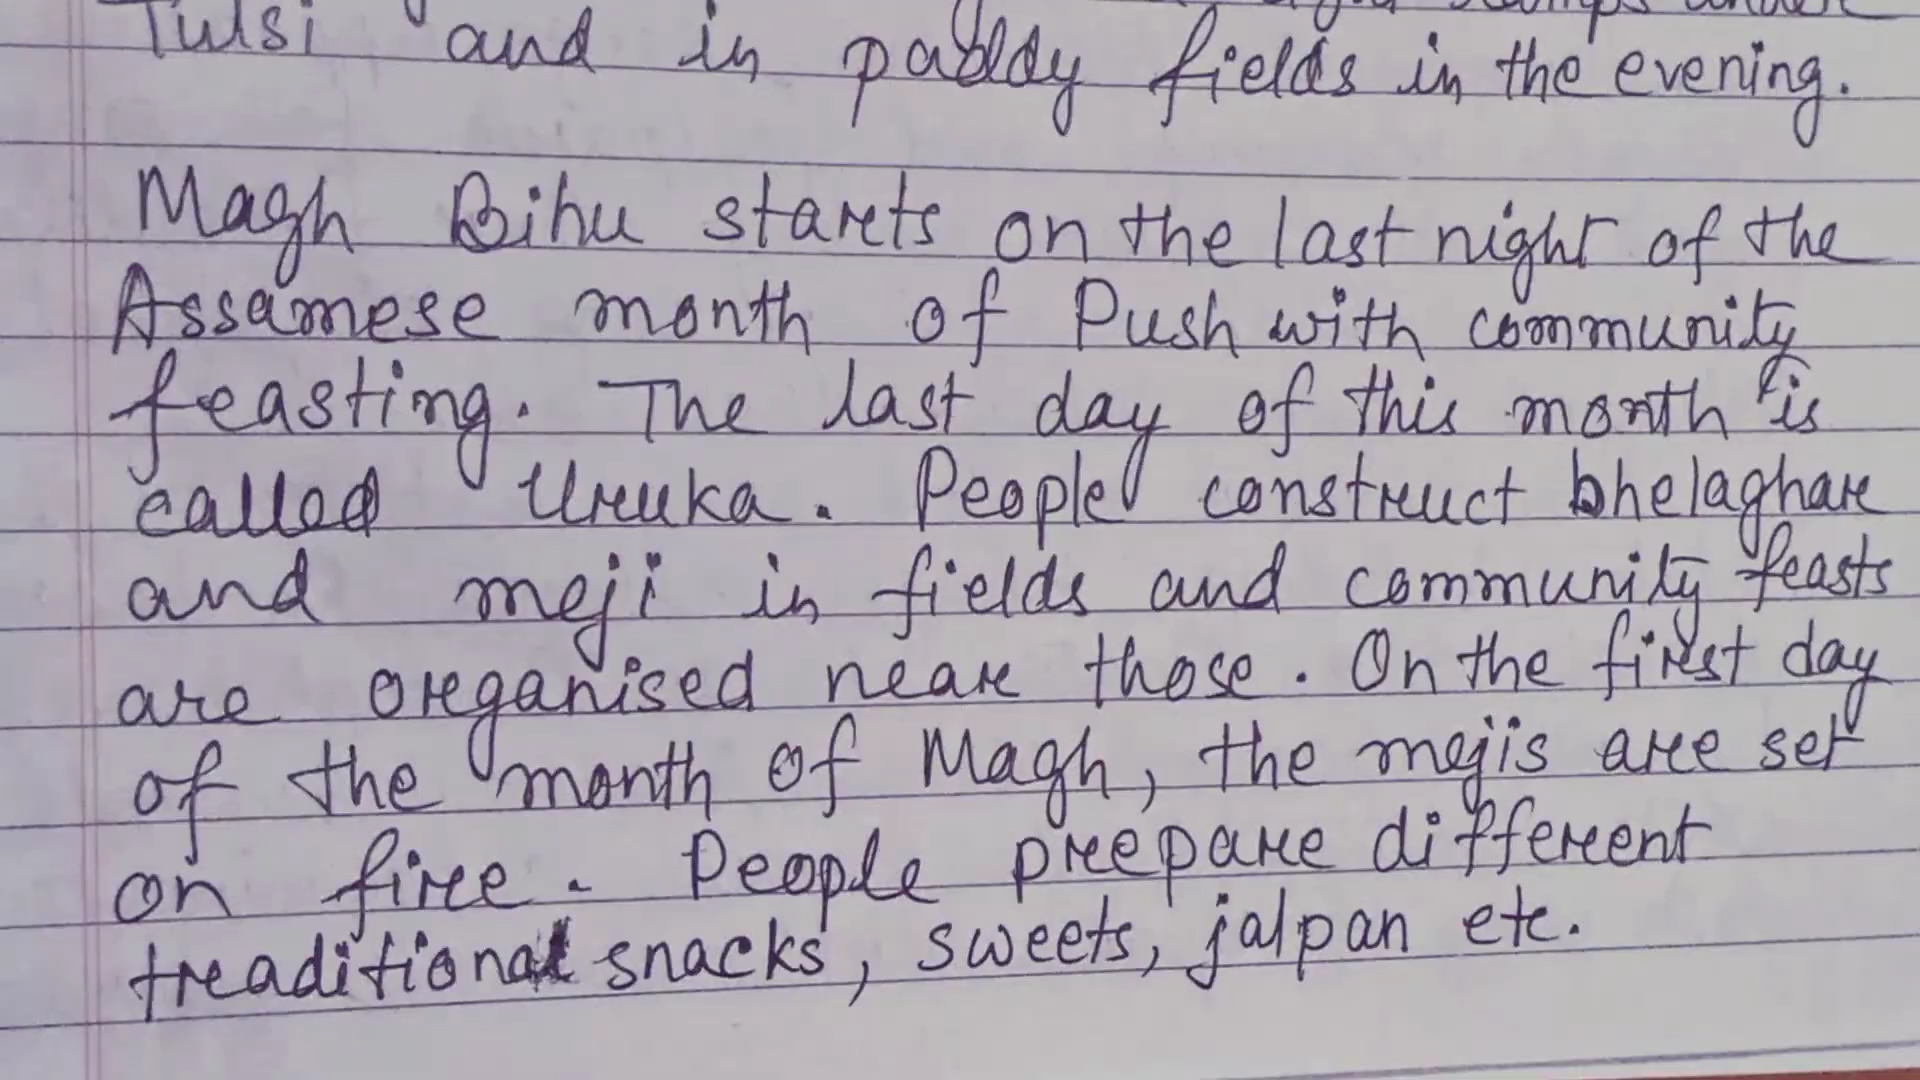 Tulsi and in paddy fields in the evening.
Magh Bihu starts on the last night of the
Assamese month of Push with community
feasting. The last day of this month is
called Uruka. People construct bhelaghar
and meji in fields and community feasts
are organised near those. On the first day
of the month of Magh, the mejis are set
on fire. People prepare different
traditional snacks, sweets, jalpan etc.